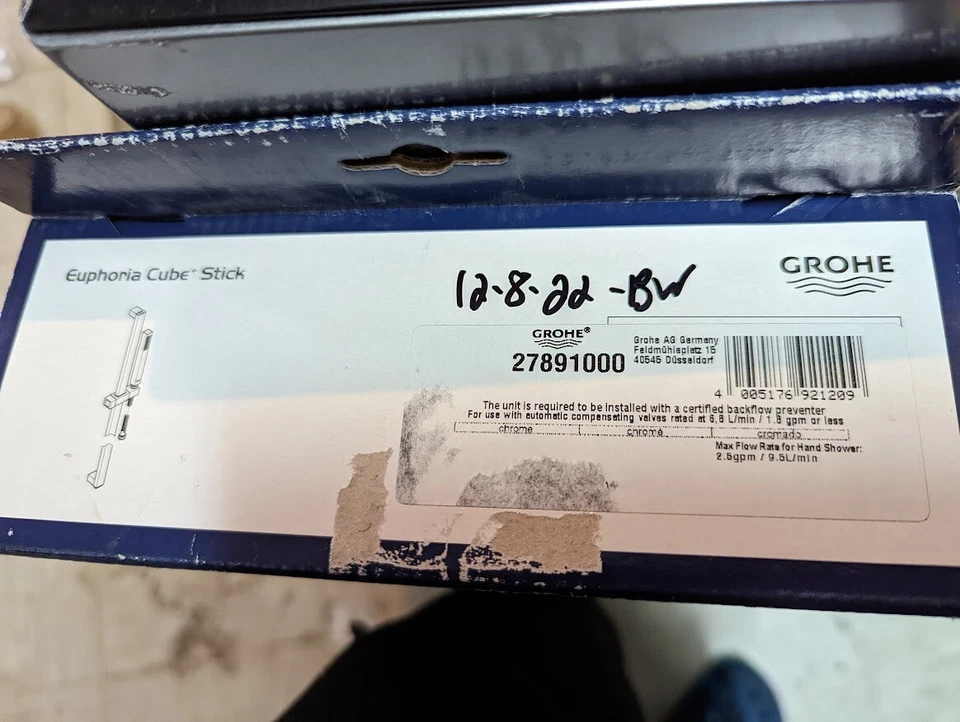 Euphoria Cube+ Stick
12-8-22 -BW
GROHE
GROHE®
27891000
Grohe AG Germany
Feldmühleplatz 15
40545 Düsseldorf
4 005176 921209
The unit is required to be installed with a certified backflow preventer
For use with automatic compensating valves rated at 6,8 L/min / 1.8 gpm or less
chrome chromé cromado
Max Flow Rate for Hand Shower:
2.5gpm / 9.5L/min